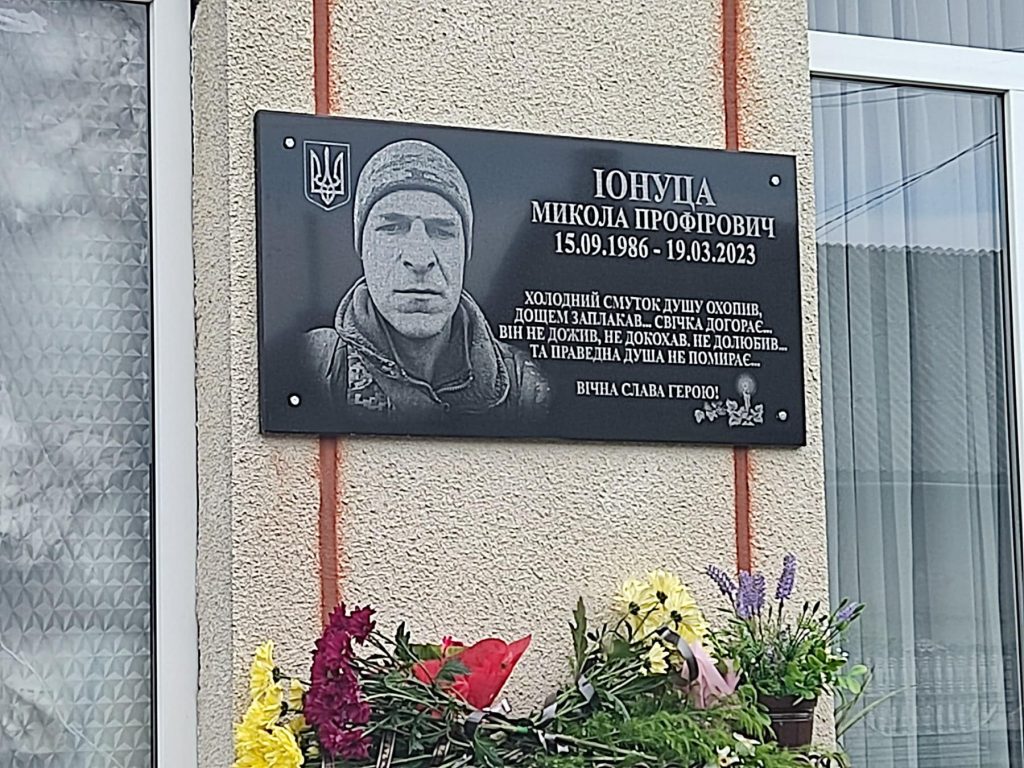 ІОНУЦА
МИКОЛА ПРОФІРОВИЧ
15.09.1986 - 19.03.2023
ХОЛОДНИЙ СМУТОК ДУШУ ОХОПИВ,
ДОЩЕМ ЗАПЛАКАВ... СВІЧКА ДОГОРАЄ...
ВІН НЕ ДОЖИВ, НЕ ДОКОХАВ, НЕ ДОЛЮБИВ...
ТА ПРАВЕДНА ДУША НЕ ПОМИРАЄ...
ВІЧНА СЛАВА ГЕРОЮ!